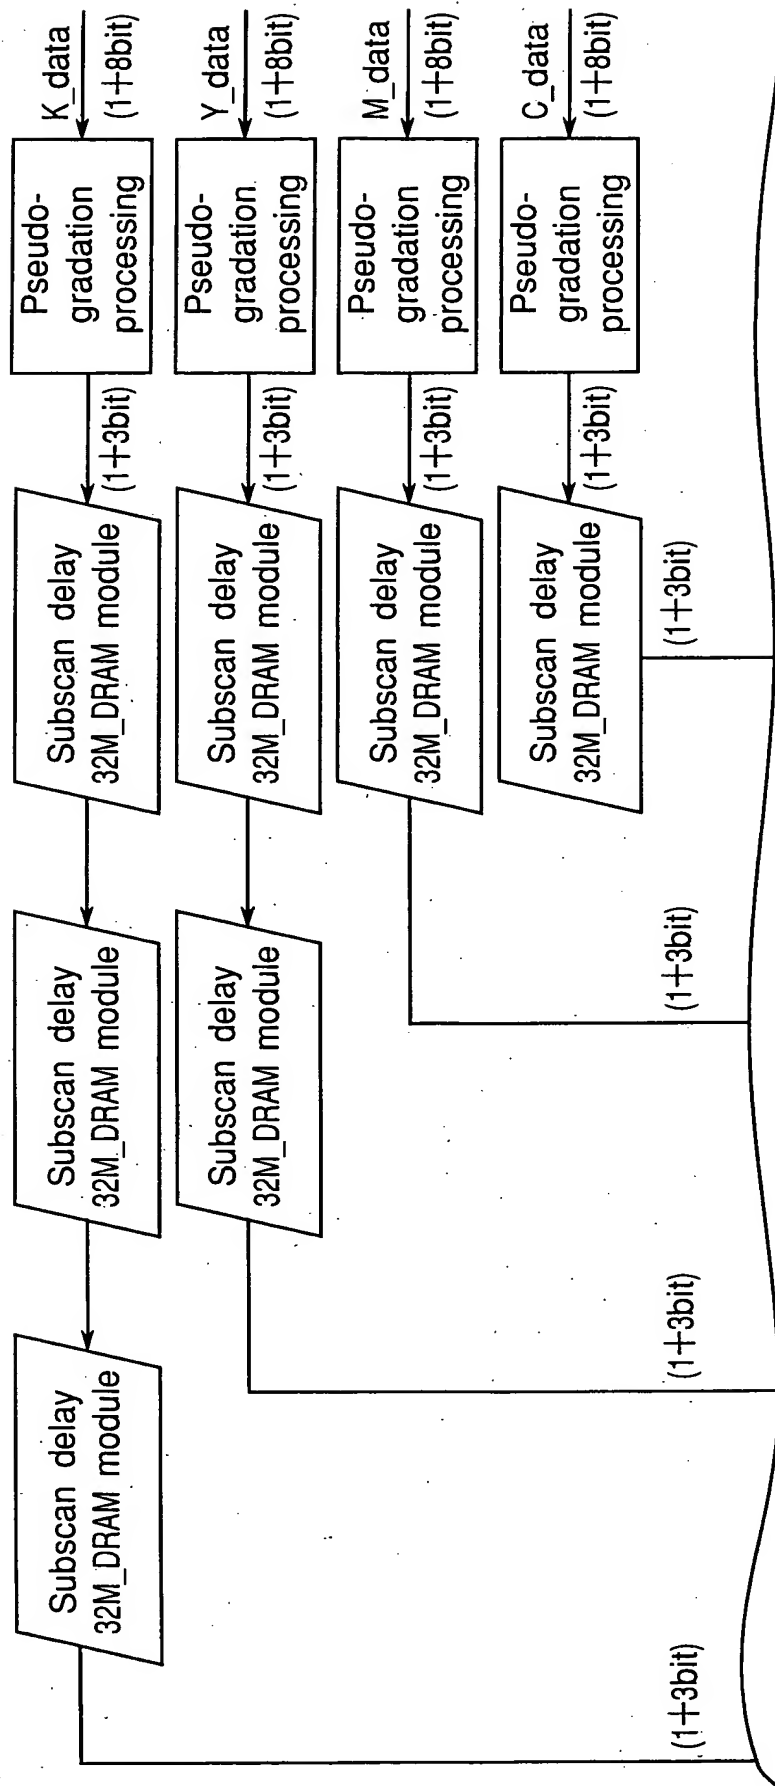 K_data
(1+8bit)
Pseudo-
gradation
processing
(1+3bit)
Subscan delay
32M_DRAM module
Subscan delay
32M_DRAM module
Subscan delay
32M_DRAM module
(1+3bit)
Y_data
(1+8bit)
Pseudo-
gradation
processing
(1+3bit)
Subscan delay
32M_DRAM module
Subscan delay
32M_DRAM module
(1+3bit)
M_data
(1+8bit)
Pseudo-
gradation
processing
(1+3bit)
Subscan delay
32M_DRAM module
(1+3bit)
C_data
(1+8bit)
Pseudo-
gradation
processing
(1+3bit)
Subscan delay
32M_DRAM module
(1+3bit)